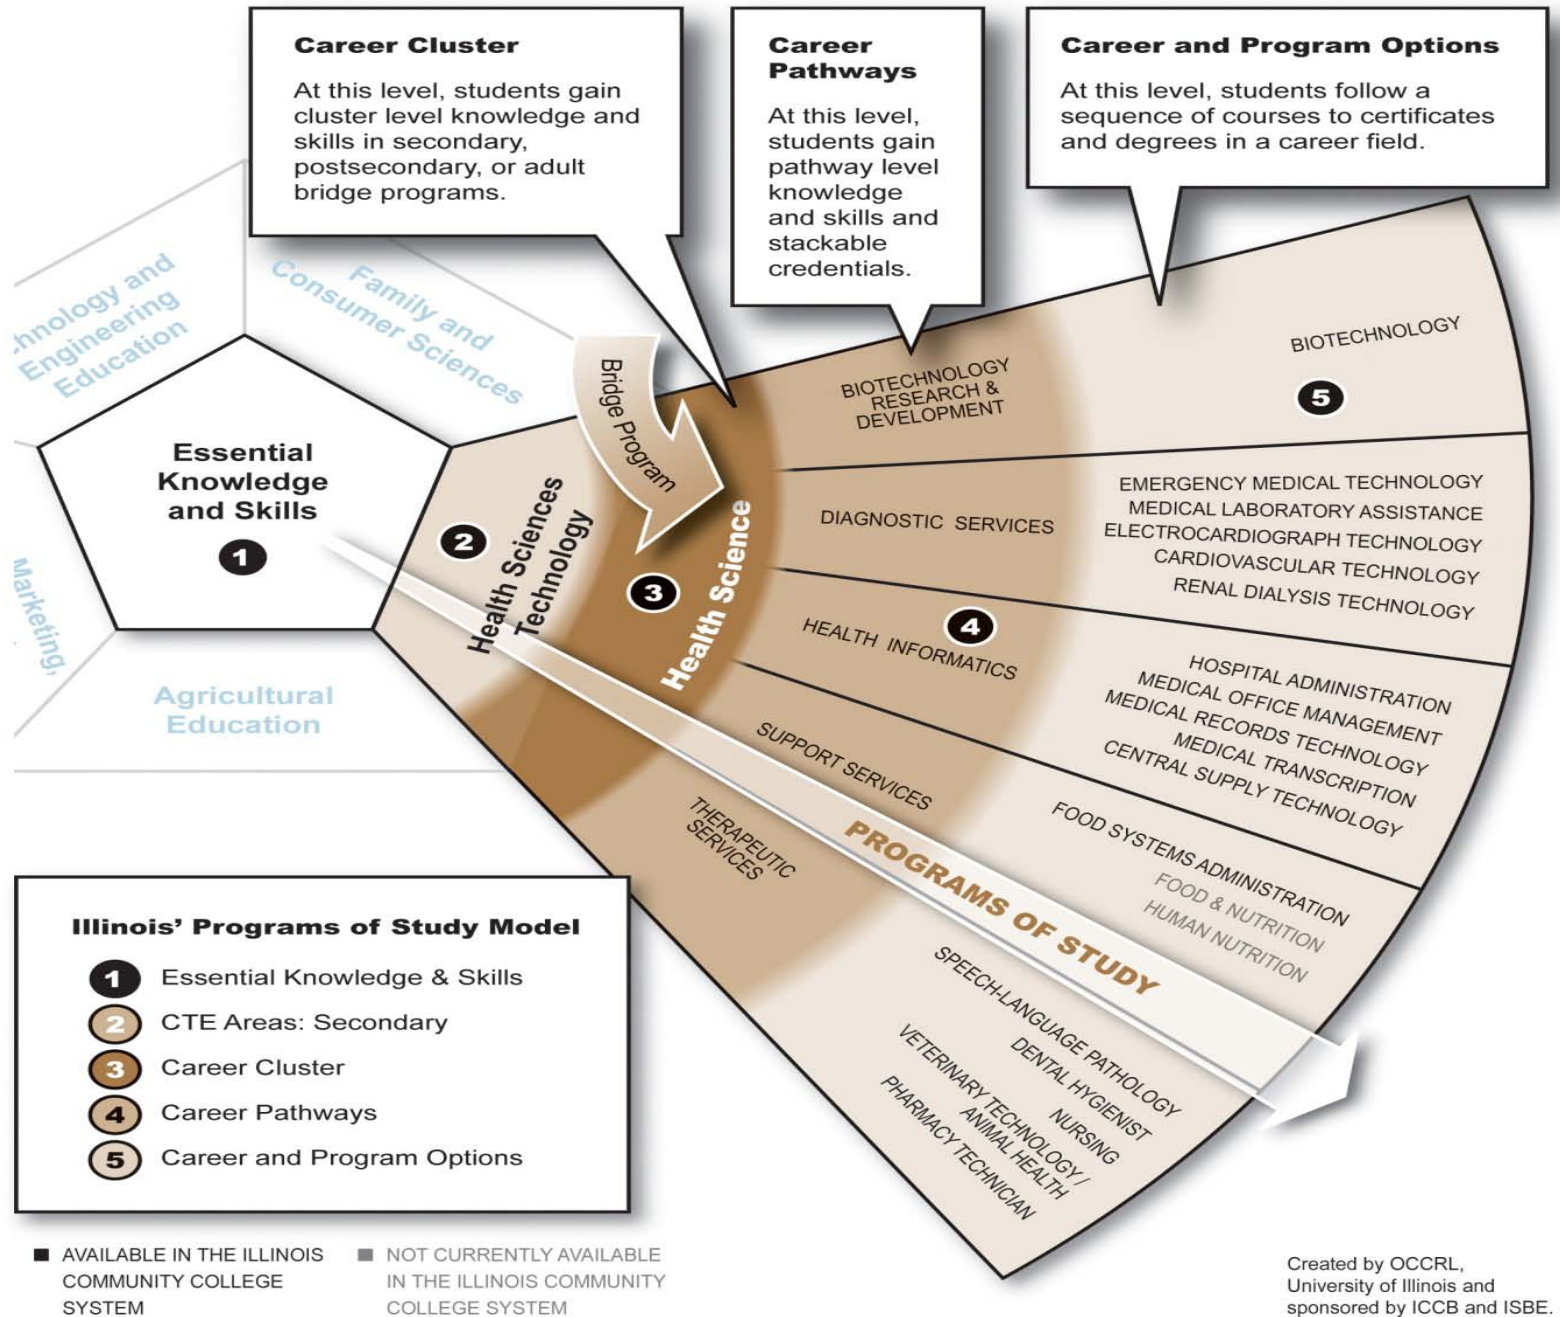 Career Cluster
At this level, students gain
cluster level knowledge and
skills in secondary,
postsecondary, or adult
bridge programs.
Career
Pathways
At this level,
students gain
pathway level
knowledge
and skills and
stackable
credentials.
Career and Program Options
At this level, students follow a
sequence of courses to certificates
and degrees in a career field.
hnology and
Engineering
Education
Family and
Consumer Sciences
Marketing,
Agricultural
Education
Essential
Knowledge
and Skills
1
2
Health Sciences
Technology
Bridge Program
3
Health Science
BIOTECHNOLOGY
RESEARCH &
DEVELOPMENT
DIAGNOSTIC SERVICES
HEALTH INFORMATICS
4
SUPPORT SERVICES
THERAPEUTIC
SERVICES
BIOTECHNOLOGY
5
EMERGENCY MEDICAL TECHNOLOGY
MEDICAL LABORATORY ASSISTANCE
ELECTROCARDIOGRAPH TECHNOLOGY
CARDIOVASCULAR TECHNOLOGY
RENAL DIALYSIS TECHNOLOGY
HOSPITAL ADMINISTRATION
MEDICAL OFFICE MANAGEMENT
MEDICAL RECORDS TECHNOLOGY
MEDICAL TRANSCRIPTION
CENTRAL SUPPLY TECHNOLOGY
FOOD SYSTEMS ADMINISTRATION
FOOD & NUTRITION
HUMAN NUTRITION
PROGRAMS OF STUDY
SPEECH-LANGUAGE PATHOLOGY
DENTAL HYGIENIST
NURSING
VETERINARY TECHNOLOGY /
ANIMAL HEALTH
PHARMACY TECHNICIAN
Illinois' Programs of Study Model
1 Essential Knowledge & Skills
2 CTE Areas: Secondary
3 Career Cluster
4 Career Pathways
5 Career and Program Options
AVAILABLE IN THE ILLINOIS
COMMUNITY COLLEGE
SYSTEM
NOT CURRENTLY AVAILABLE
IN THE ILLINOIS COMMUNITY
COLLEGE SYSTEM
Created by OCCRL,
University of Illinois and
sponsored by ICCB and ISBE.